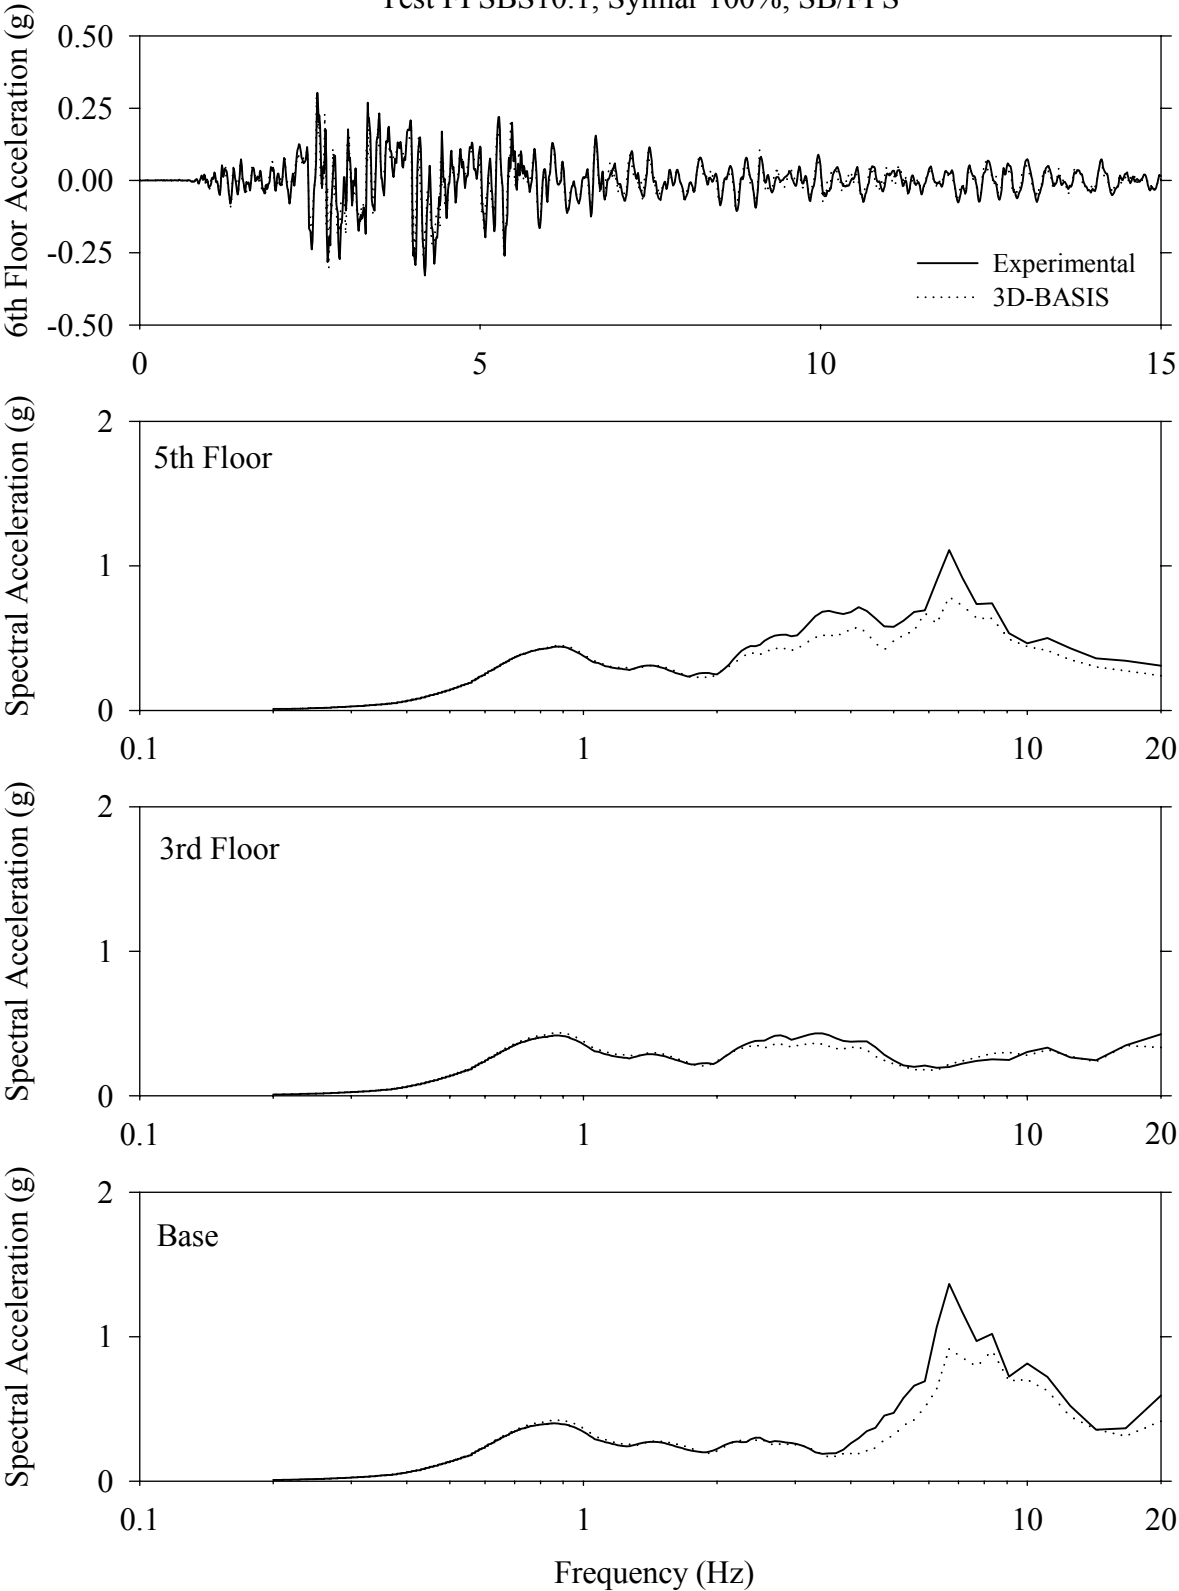 Test FPSBS10.1, Sylmar 100%, SB/FPS
6th Floor Acceleration (g)
0.50
0.25
0.00
-0.25
-0.50
Experimental
3D-BASIS
0 5 10 15
Spectral Acceleration (g)
2
1
0
5th Floor
0.1 1 10 20
Spectral Acceleration (g)
2
1
0
3rd Floor
0.1 1 10 20
Spectral Acceleration (g)
2
1
0
Base
0.1 1 10 20
Frequency (Hz)